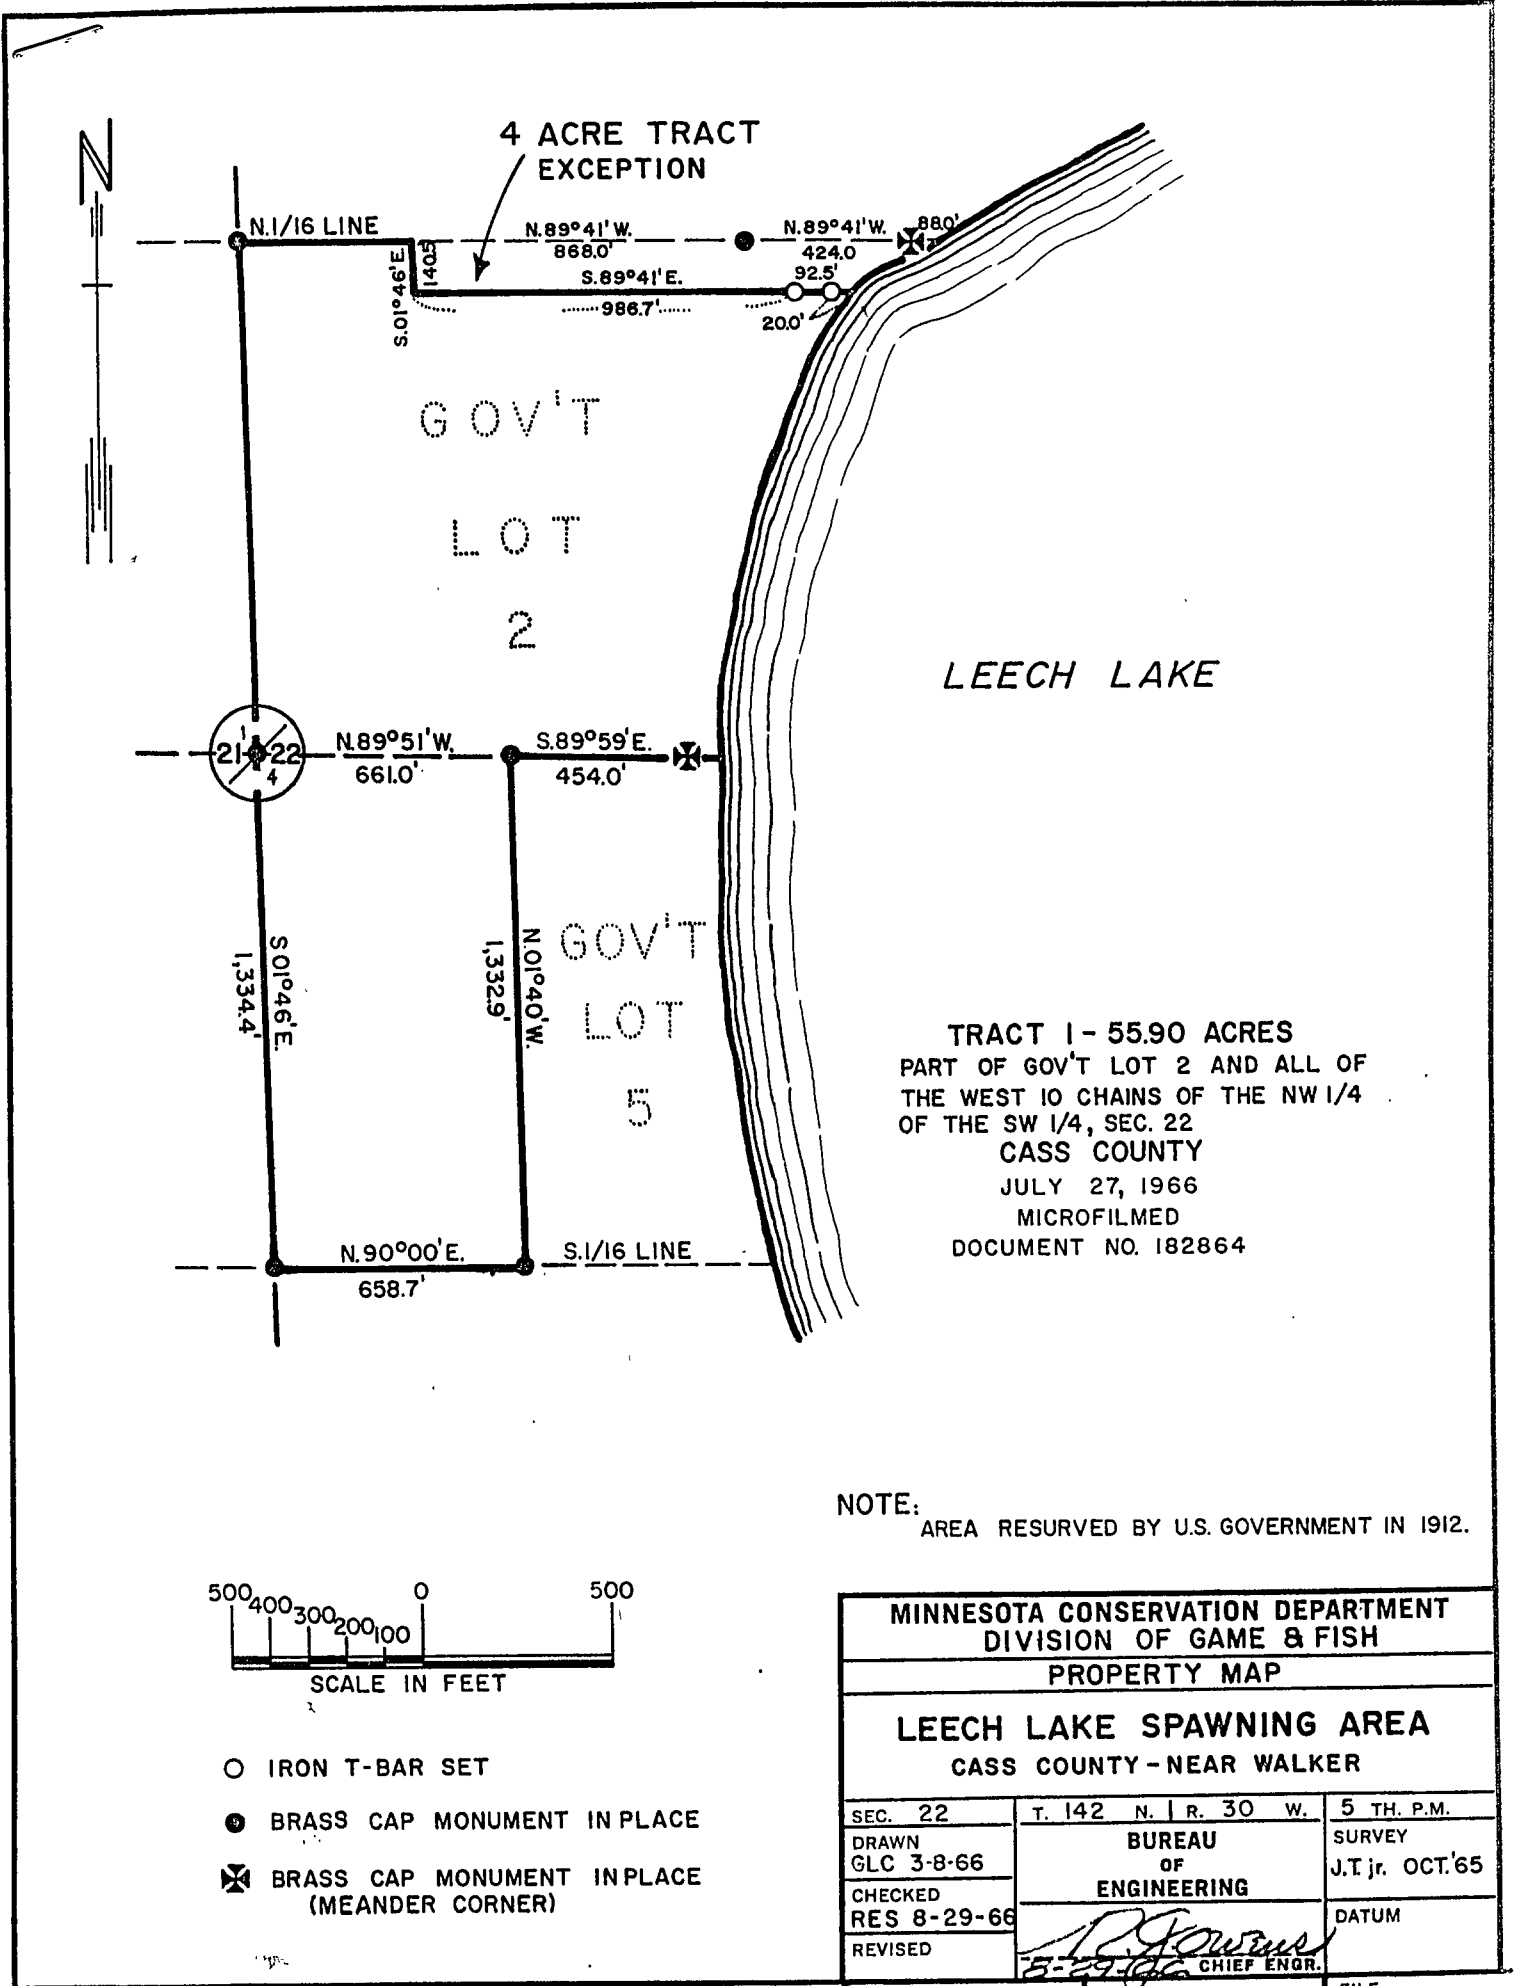 N
4 ACRE TRACT
EXCEPTION
N. 1/16 LINE
N. 89°41' W.
868.0'
N. 89°41' W.
424.0
88.0'
S. 01°46' E.
140.5'
S. 89°41' E.
986.7'
92.5'
20.0'
GOV'T
LOT
2
LEECH LAKE
21 1/4 22
N. 89°51' W.
661.0'
S. 89°59' E.
454.0'
S 01°46' E.
1,334.4'
N. 01°40' W.
1,332.9'
GOV'T
LOT
5
N. 90°00' E.
658.7'
S. 1/16 LINE
TRACT I - 55.90 ACRES
PART OF GOV'T LOT 2 AND ALL OF
THE WEST 10 CHAINS OF THE NW 1/4
OF THE SW 1/4, SEC. 22
CASS COUNTY
JULY 27, 1966
MICROFILMED
DOCUMENT NO. 182864
NOTE:
AREA RESURVED BY U.S. GOVERNMENT IN 1912.
500 400 300 200 100 0 500
SCALE IN FEET
IRON T-BAR SET
BRASS CAP MONUMENT IN PLACE
BRASS CAP MONUMENT IN PLACE
(MEANDER CORNER)
MINNESOTA CONSERVATION DEPARTMENT
DIVISION OF GAME & FISH
PROPERTY MAP
LEECH LAKE SPAWNING AREA
CASS COUNTY - NEAR WALKER
SEC. 22 T. 142 N. R. 30 W. 5 TH. P.M.
DRAWN
GLC 3-8-66
BUREAU
OF
ENGINEERING
SURVEY
J.T. jr. OCT.'65
CHECKED
RES 8-29-66
DATUM
REVISED
8-29-66 CHIEF ENGR.